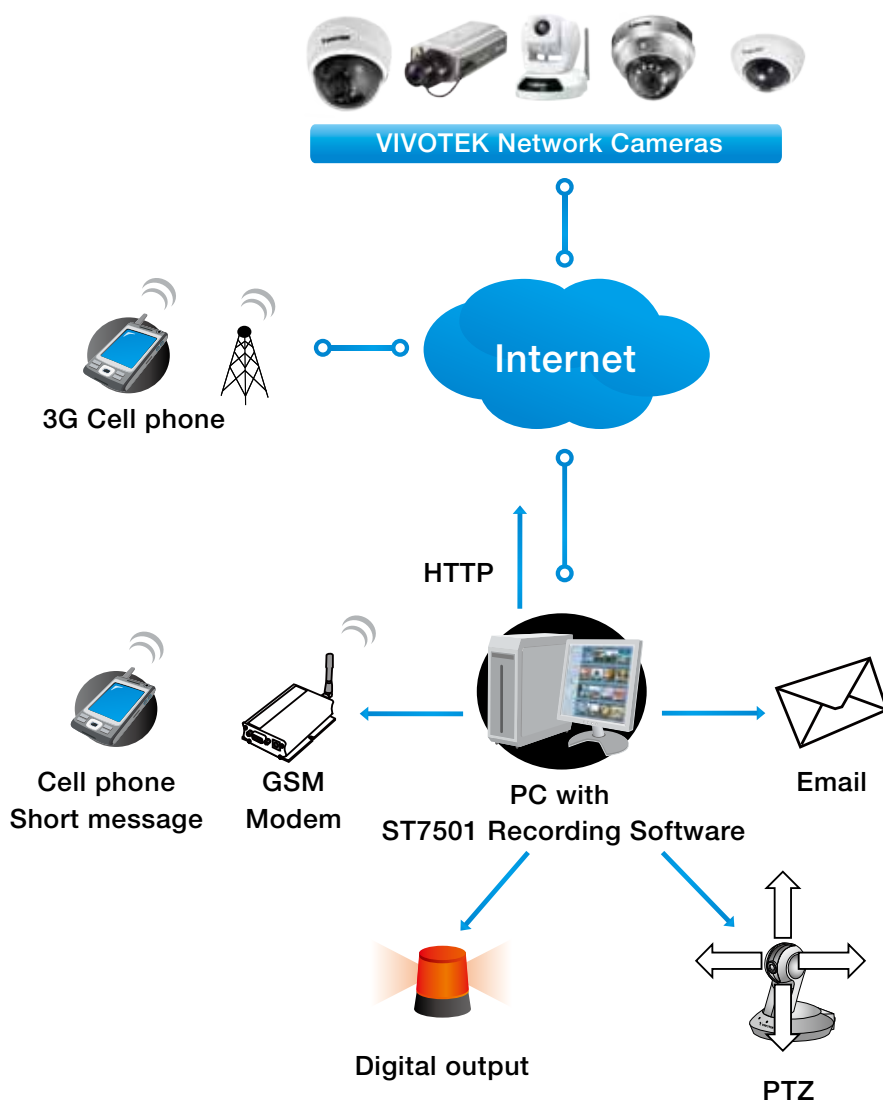 VIVOTEK Network Cameras
Internet
3G Cell phone
HTTP
Cell phone
Short message
GSM
Modem
PC with
ST7501 Recording Software
Email
Digital output
PTZ